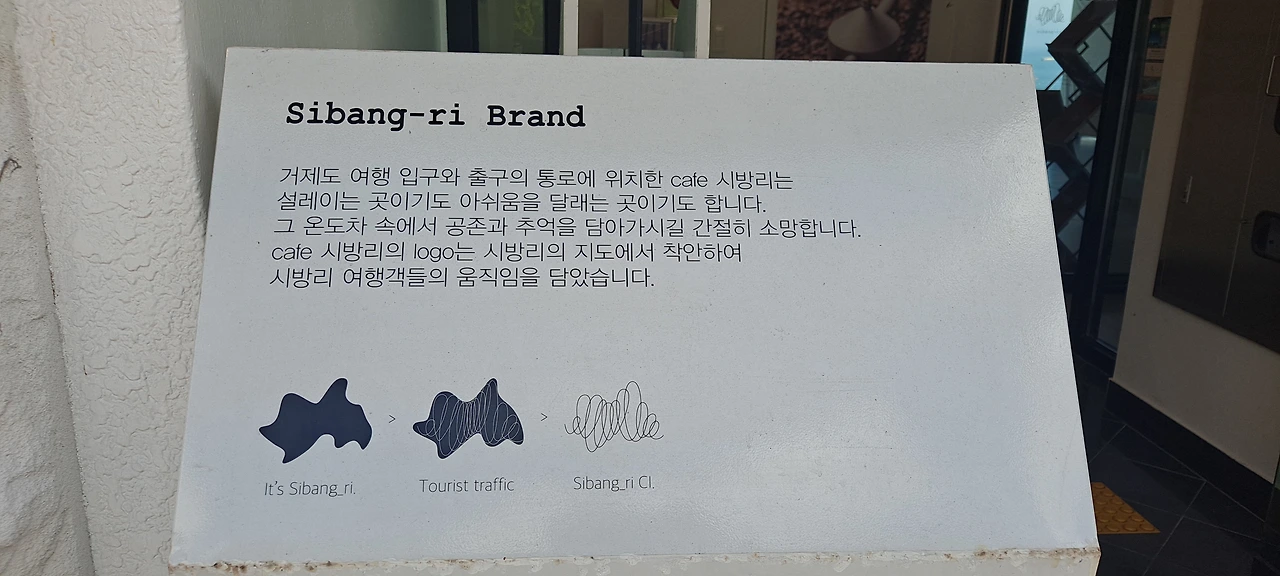 Sibang-ri Brand
거제도 여행 입구와 출구의 통로에 위치한 cafe 시방리는
설레이는 곳이기도 아쉬움을 달래는 곳이기도 합니다.
그 온도차 속에서 공존과 추억을 담아가시길 간절히 소망합니다.
cafe 시방리의 logo는 시방리의 지도에서 착안하여
시방리 여행객들의 움직임을 담았습니다.
> >
It's Sibang_ri. Tourist traffic Sibang_ri CI.